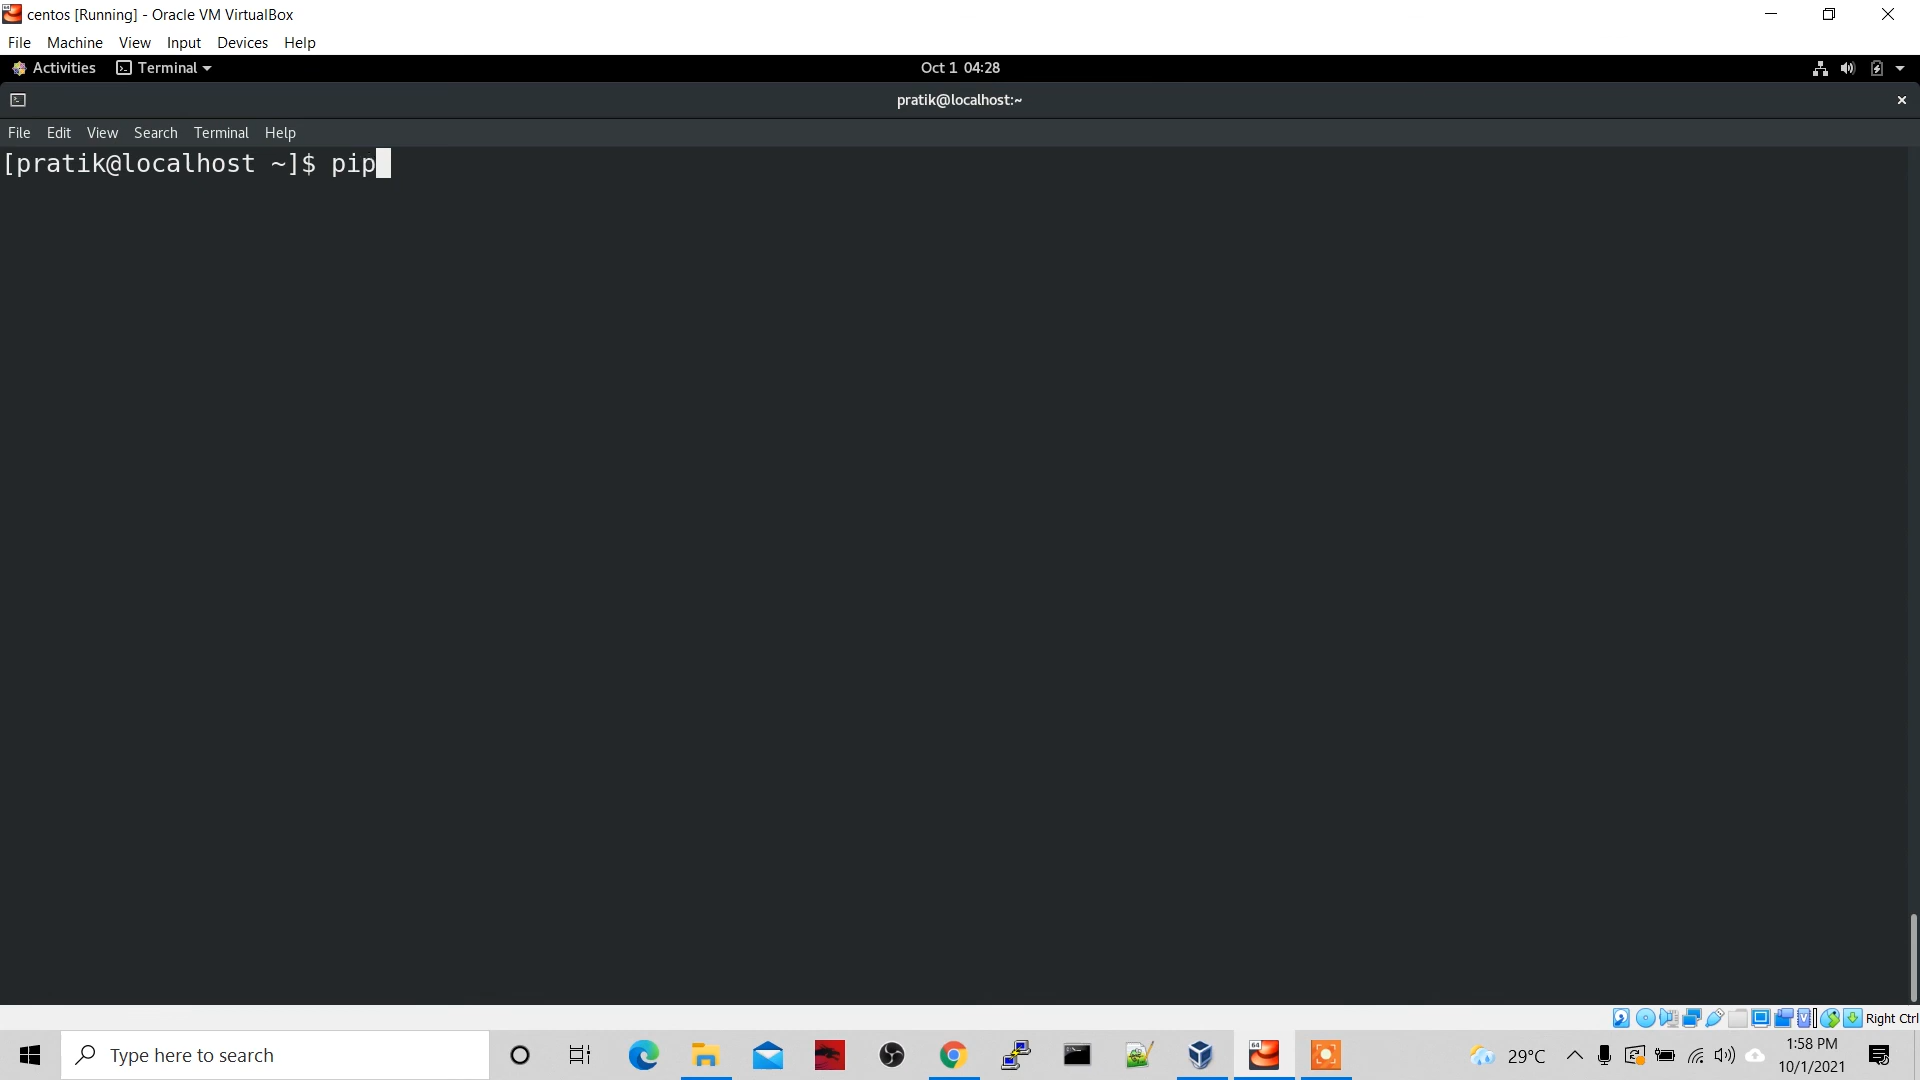 centos [Running] - Oracle VM VirtualBox
File Machine View Input Devices Help
Activities Terminal Oct 1 04:28
pratik@localhost:~
File Edit View Search Terminal Help
[pratik@localhost ~]$ pip
Right Ctrl
Type here to search
29°C
1:58 PM
10/1/2021